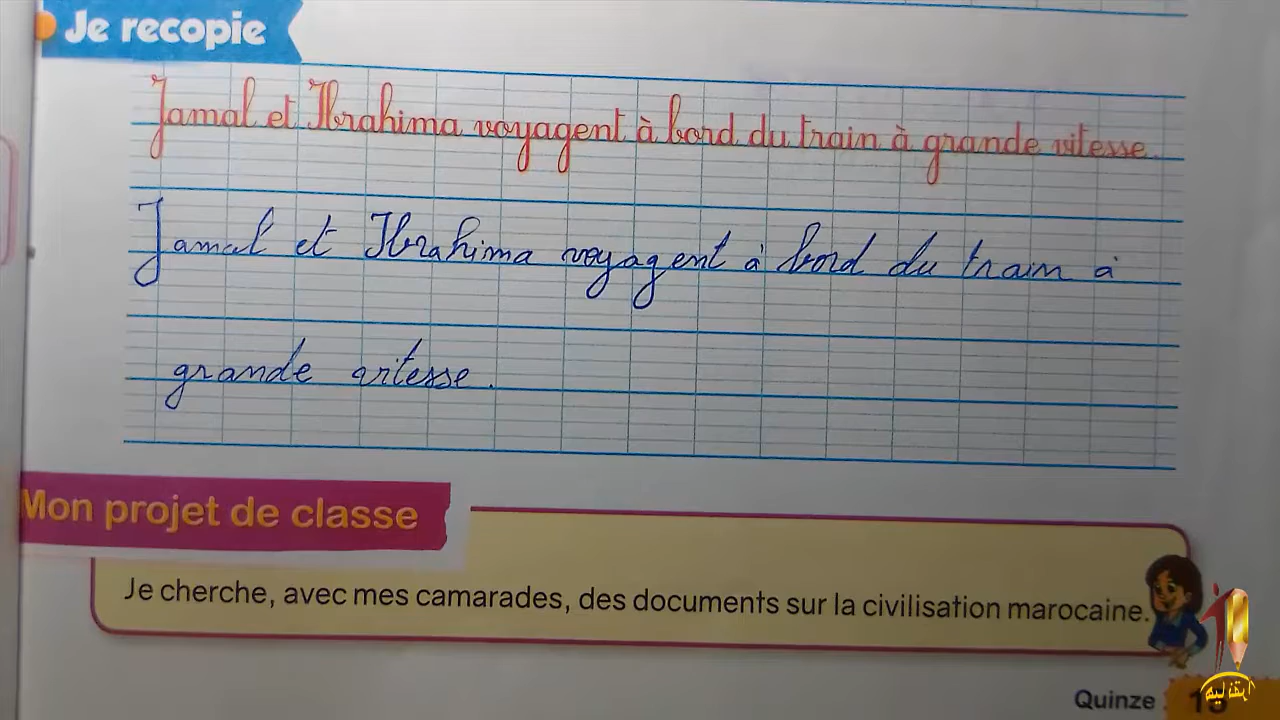 Je recopie
Jamal et Ibrahima voyagent à bord du train à grande vitesse.
Jamal et Ibrahima voyagent à bord du train à
grande vitesse.
Mon projet de classe
Je cherche, avec mes camarades, des documents sur la civilisation marocaine.
Quinze